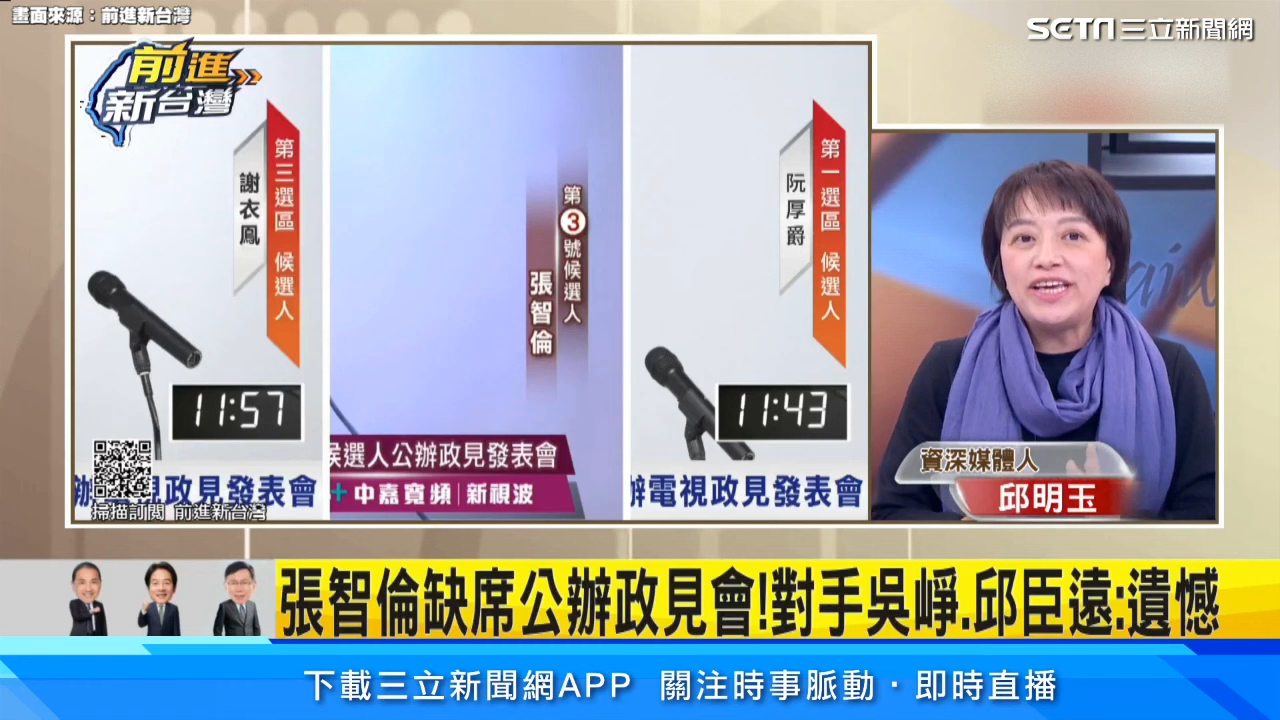 畫面來源：前進新台灣
SETN三立新聞網
前進
新台灣
第三選區 候選人
謝衣鳳
11:57
第3號候選人
張智倫
第一選區 候選人
阮厚爵
11:43
候選人公辦政見發表會
中嘉寬頻｜新視波
政見發表會
辦電視政見發表會
掃描訂閱 前進新台灣
資深媒體人
邱明玉
張智倫缺席公辦政見會!對手吳崢.邱臣遠:遺憾
下載三立新聞網APP 關注時事脈動·即時直播